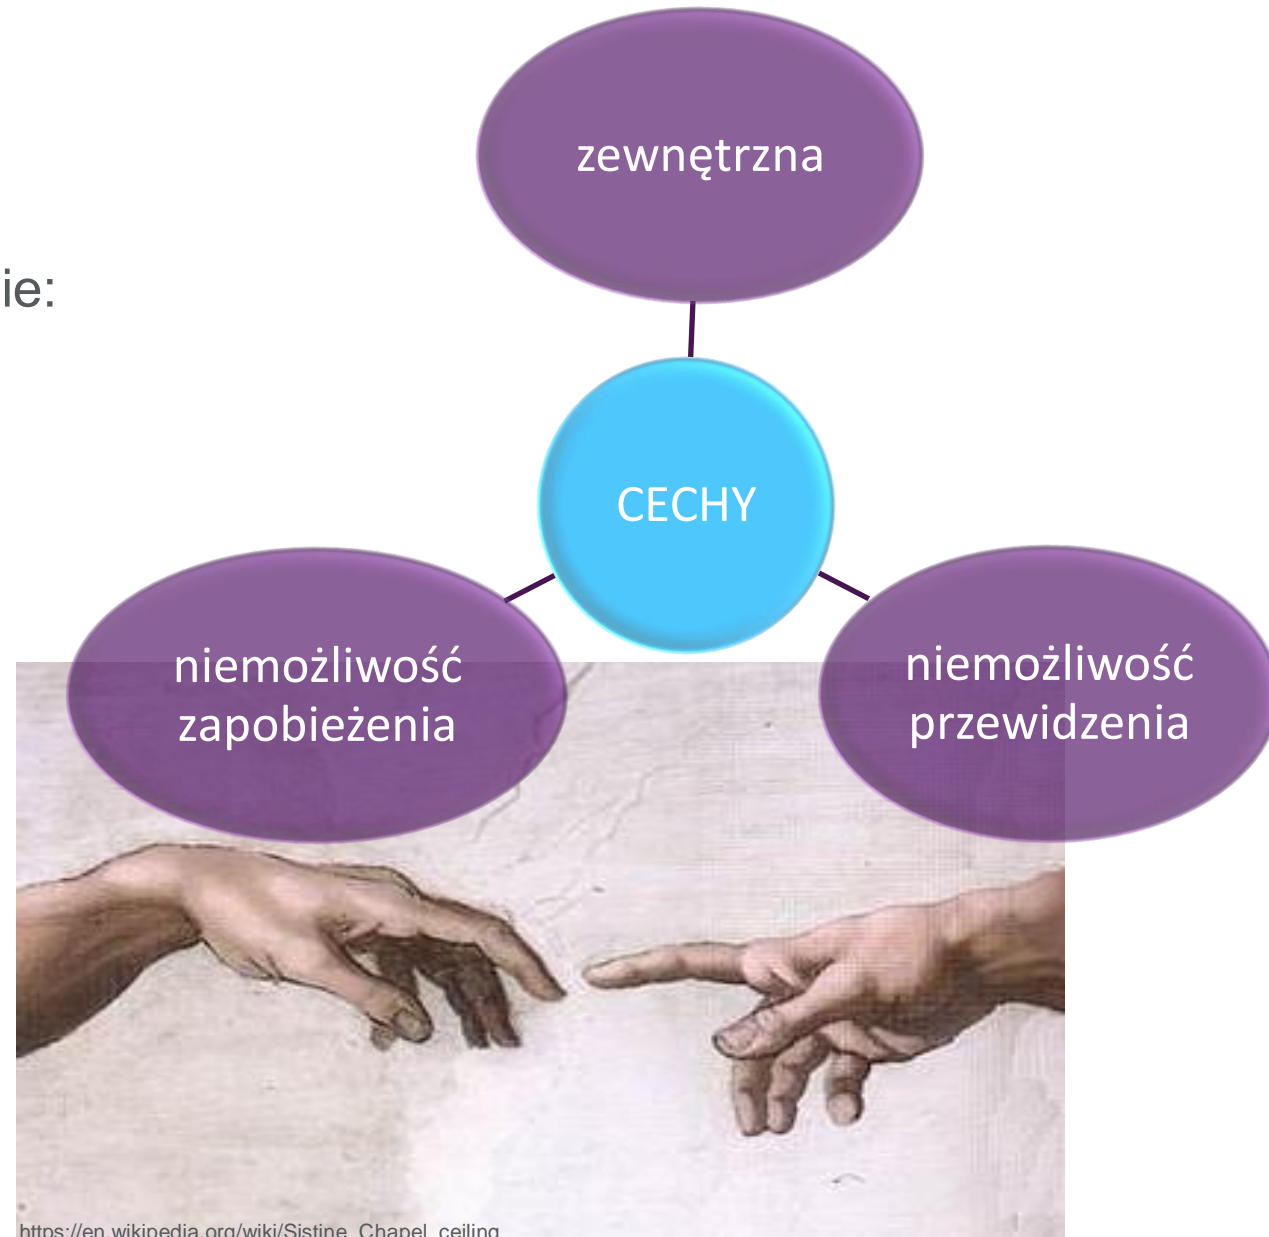 zewnętrzna
ie:
CECHY
niemożliwość
zapobieżenia
niemożliwość
przewidzenia
https://en.wikipedia.org/wiki/Sistine_Chapel_ceiling